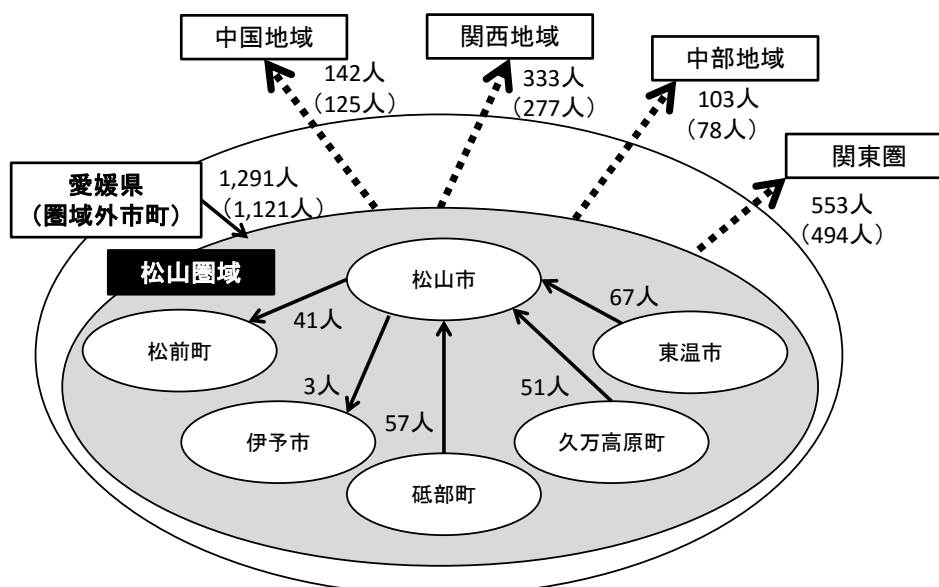 中国地域
関西地域
中部地域
142人
（125人）
333人
（277人）
103人
（78人）
関東圏
553人
（494人）
愛媛県
（圏域外市町）
1,291人
（1,121人）
松山圏域
松山市
41人
67人
松前町
東温市
3人
57人
51人
伊予市
久万高原町
砥部町